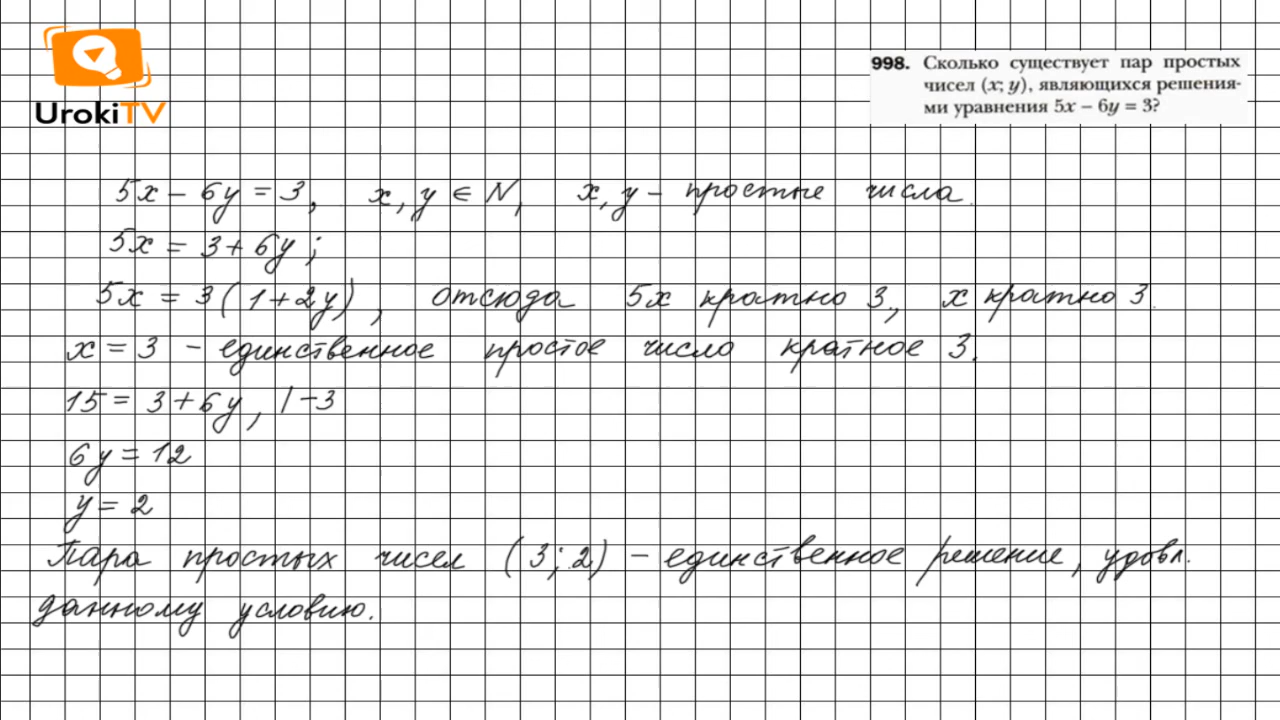 UrokiTV
998. Сколько существует пар простых
чисел (x; y), являющихся решения-
ми уравнения 5x – 6y = 3?
5x – 6y = 3, x, y ∈ N, x, y – простые числа.
5x = 3 + 6y ;
5x = 3(1+2y), отсюда 5x кратно 3, x кратно 3.
x = 3 – единственное простое число кратное 3.
15 = 3 + 6y, | –3
6y = 12
y = 2
Пара простых чисел (3; 2) – единственное решение, удовл.
данному условию.